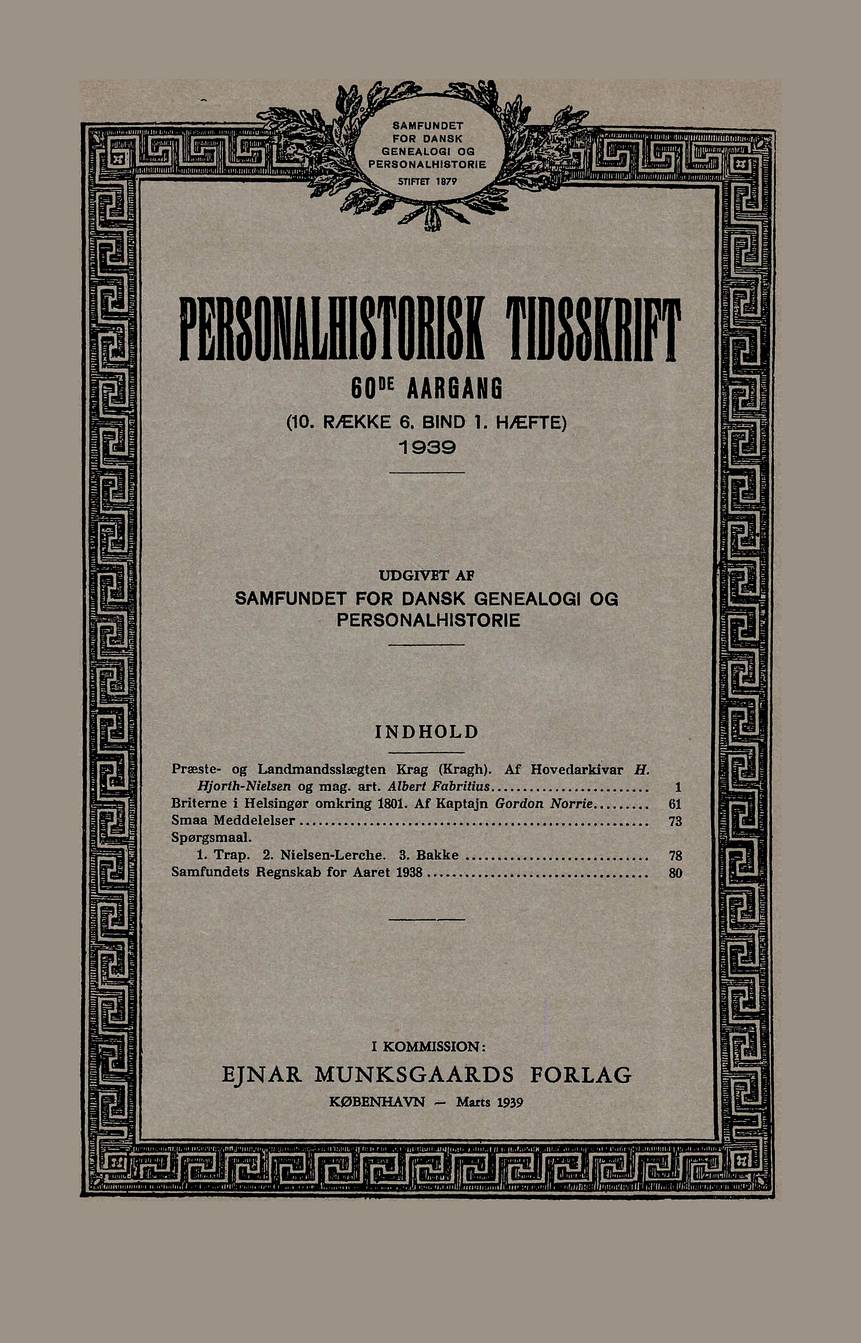 SAMFUNDET
FOR DANSK
GENEALOGI OG
PERSONALHISTORIE
STIFTET 1879
PERSONALHISTORISK TIDSSKRIFT
60DE AARGANG
(10. RÆKKE 6. BIND 1. HÆFTE)
1939
UDGIVET AF
SAMFUNDET FOR DANSK GENEALOGI OG
PERSONALHISTORIE
INDHOLD
Præste- og Landmandsslægten Krag (Kragh). Af Hovedarkivar H.
Hjorth-Nielsen og mag. art. Albert Fabritius......................... 1
Briterne i Helsingør omkring 1801. Af Kaptajn Gordon Norrie......... 61
Smaa Meddelelser .................................................. 73
Spørgsmaal.
1. Trap. 2. Nielsen-Lerche. 3. Bakke ........................... 78
Samfundets Regnskab for Aaret 1938 ................................ 80
I KOMMISSION:
EJNAR MUNKSGAARDS FORLAG
KØBENHAVN — Marts 1939